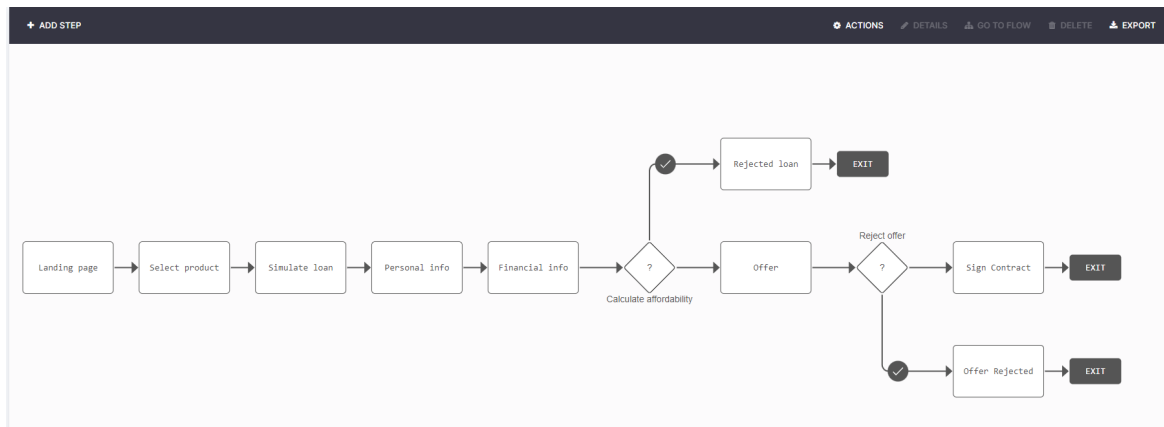 + ADD STEP
ACTIONS
DETAILS
GO TO FLOW
DELETE
EXPORT
Rejected loan
EXIT
Reject offer
Landing page
Select product
Simulate loan
Personal info
Financial info
?
Offer
?
Sign Contract
EXIT
Calculate affordability
Offer Rejected
EXIT